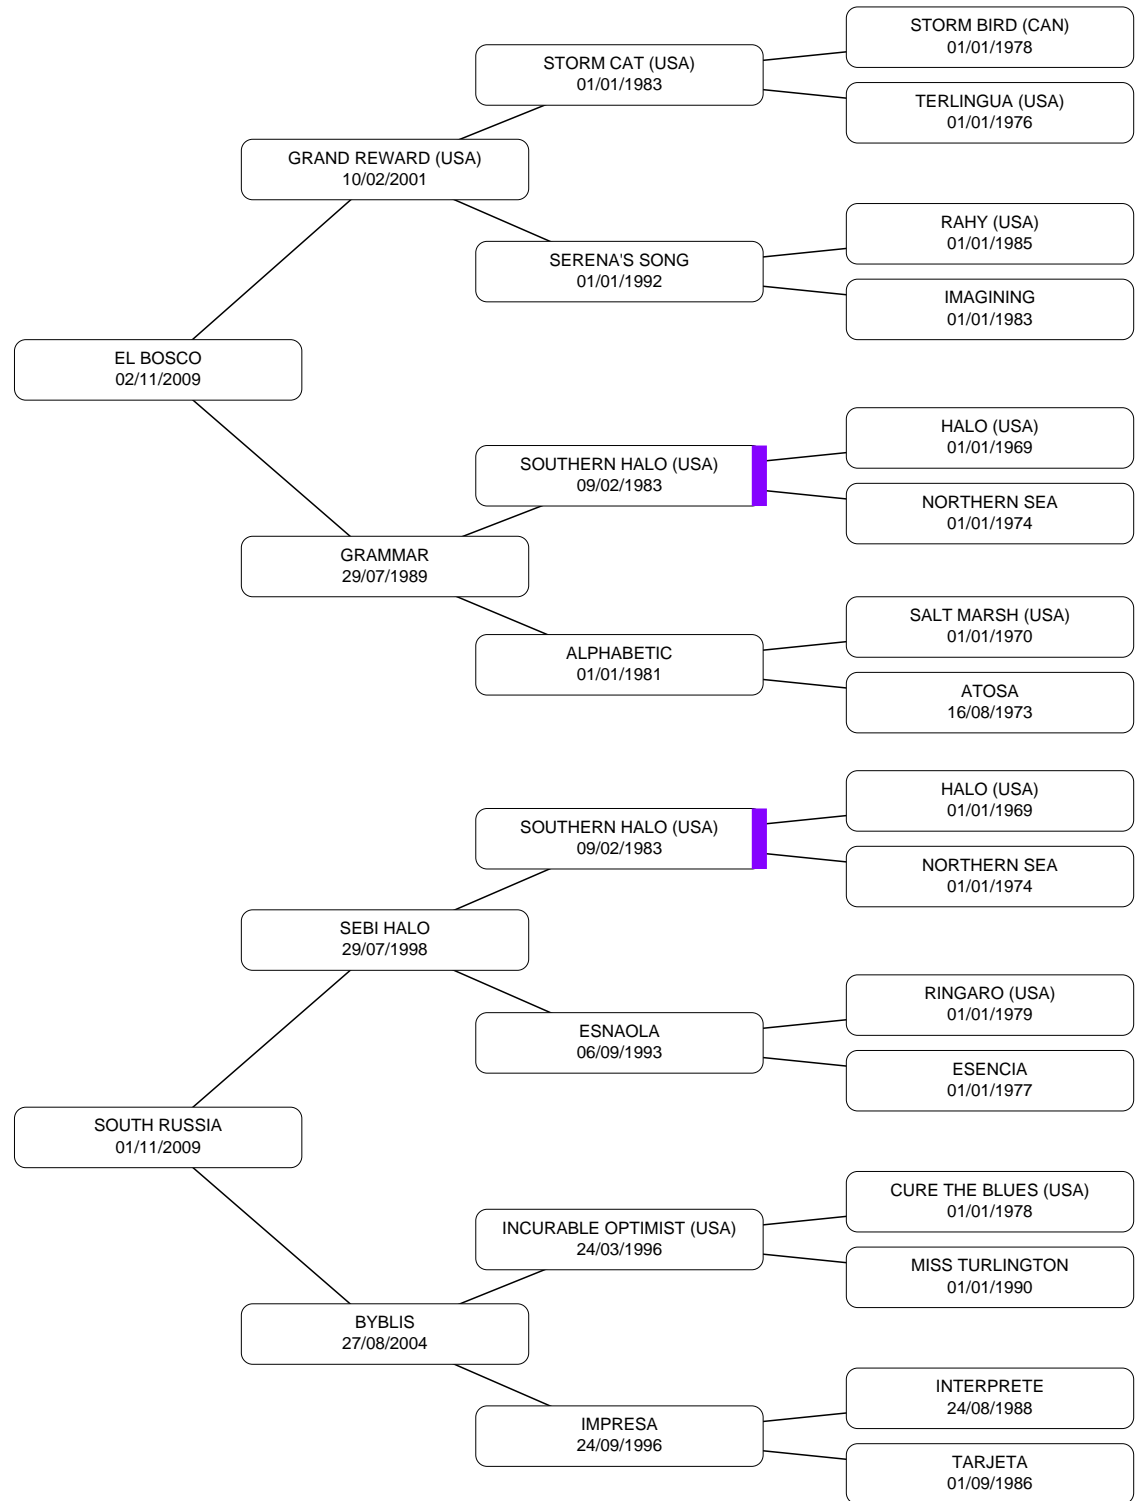 STORM BIRD (CAN)
01/01/1978
STORM CAT (USA)
01/01/1983
TERLINGUA (USA)
01/01/1976
GRAND REWARD (USA)
10/02/2001
RAHY (USA)
01/01/1985
SERENA'S SONG
01/01/1992
IMAGINING
01/01/1983
EL BOSCO
02/11/2009
HALO (USA)
01/01/1969
SOUTHERN HALO (USA)
09/02/1983
NORTHERN SEA
01/01/1974
GRAMMAR
29/07/1989
SALT MARSH (USA)
01/01/1970
ALPHABETIC
01/01/1981
ATOSA
16/08/1973
HALO (USA)
01/01/1969
SOUTHERN HALO (USA)
09/02/1983
NORTHERN SEA
01/01/1974
SEBI HALO
29/07/1998
RINGARO (USA)
01/01/1979
ESNAOLA
06/09/1993
ESENCIA
01/01/1977
SOUTH RUSSIA
01/11/2009
CURE THE BLUES (USA)
01/01/1978
INCURABLE OPTIMIST (USA)
24/03/1996
MISS TURLINGTON
01/01/1990
BYBLIS
27/08/2004
INTERPRETE
24/08/1988
IMPRESA
24/09/1996
TARJETA
01/09/1986